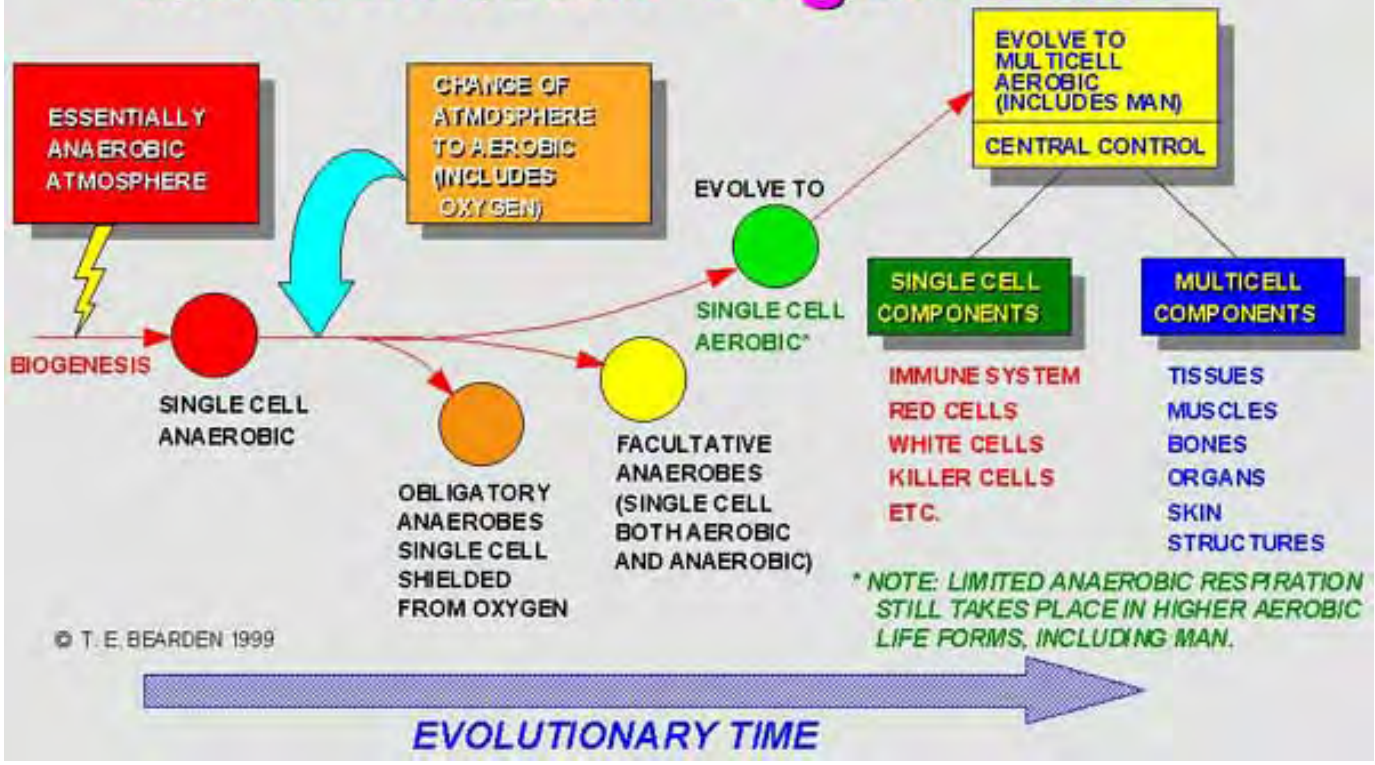 ESSENTIALLY
ANAEROBIC
ATMOSPHERE
CHANGE OF
ATMOSPHERE
TO AEROBIC
(INCLUDES
OXYGEN)
EVOLVE TO
MULTICELL
AEROBIC
(INCLUDES MAN)
CENTRAL CONTROL
EVOLVE TO
SINGLE CELL
AEROBIC*
BIOGENESIS
SINGLE CELL
ANAEROBIC
OBLIGATORY
ANAEROBES
SINGLE CELL
SHIELDED
FROM OXYGEN
FACULTATIVE
ANAEROBES
(SINGLE CELL
BOTH AEROBIC
AND ANAEROBIC)
SINGLE CELL
COMPONENTS
IMMUNE SYSTEM
RED CELLS
WHITE CELLS
KILLER CELLS
ETC.
MULTICELL
COMPONENTS
TISSUES
MUSCLES
BONES
ORGANS
SKIN
STRUCTURES
* NOTE: LIMITED ANAEROBIC RESPIRATION
STILL TAKES PLACE IN HIGHER AEROBIC
LIFE FORMS, INCLUDING MAN.
© T. E. BEARDEN 1999
EVOLUTIONARY TIME